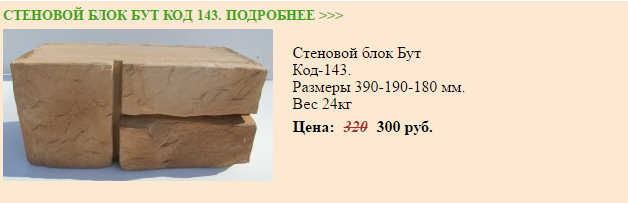 СТЕНОВОЙ БЛОК БУТ КОД 143. ПОДРОБНЕЕ >>>
Стеновой блок Бут
Код-143.
Размеры 390-190-180 мм.
Вес 24кг
Цена: 320 300 руб.